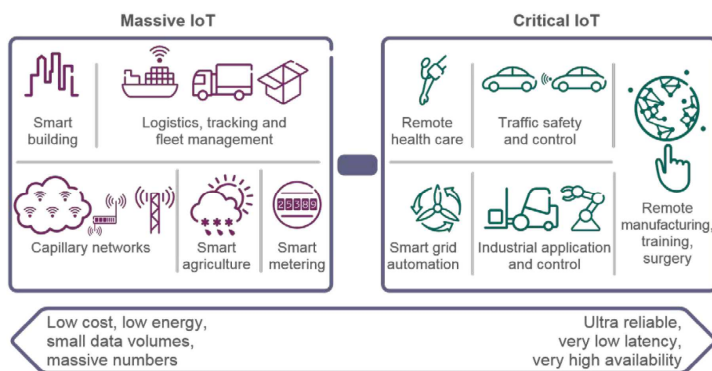 Massive IoT
Smart
building
Logistics, tracking and
fleet management
Capillary networks
Smart
agriculture
29389
Smart
metering
Critical IoT
Remote
health care
Traffic safety
and control
Smart grid
automation
Industrial application
and control
Remote
manufacturing,
training,
surgery
Low cost, low energy,
small data volumes,
massive numbers
Ultra reliable,
very low latency,
very high availability